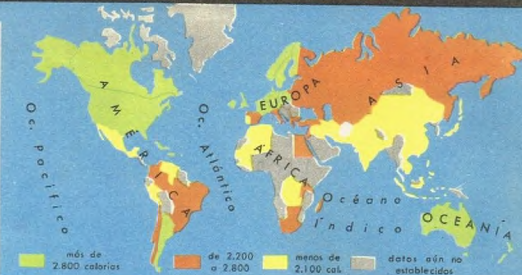 AMÉRICA
EUROPA
ASIA
ÁFRICA
OCEANÍA
Oc. pacífico
Oc. Atlántico
Océano
Índico
más de
2.800 calorías
de 2.200
a 2.800
menos de
2.100 cal.
datos aún no
establecidos